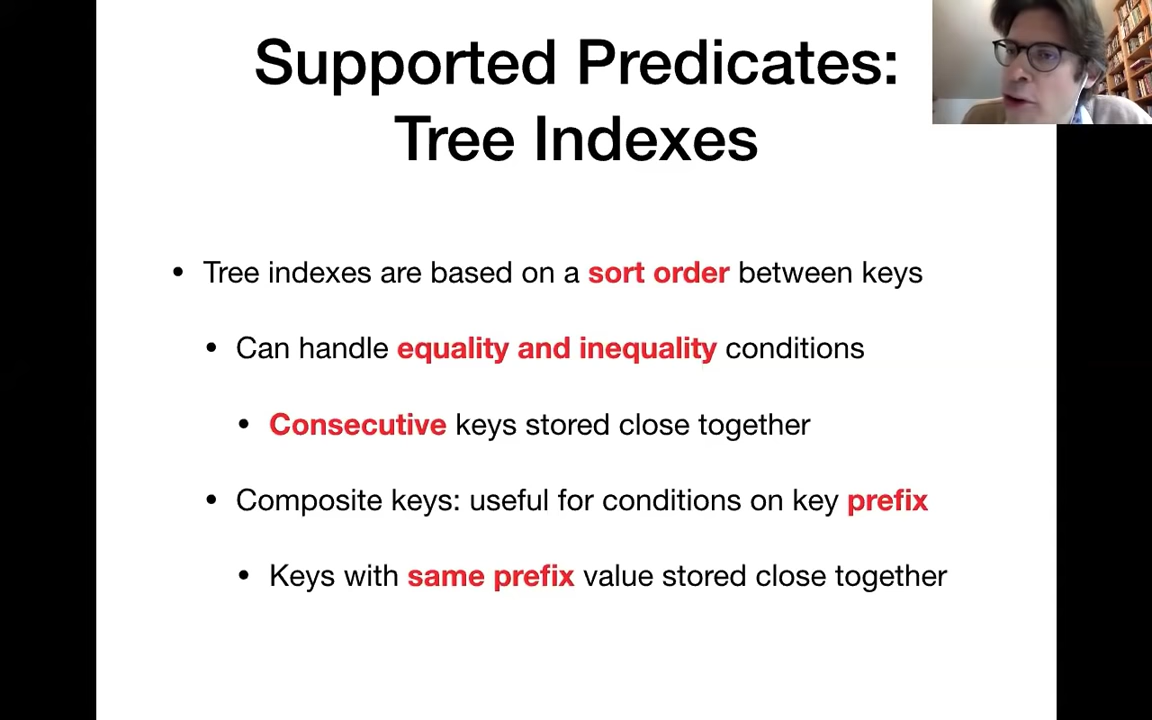 Supported Predicates:
Tree Indexes
• Tree indexes are based on a sort order between keys
• Can handle equality and inequality conditions
• Consecutive keys stored close together
• Composite keys: useful for conditions on key prefix
• Keys with same prefix value stored close together